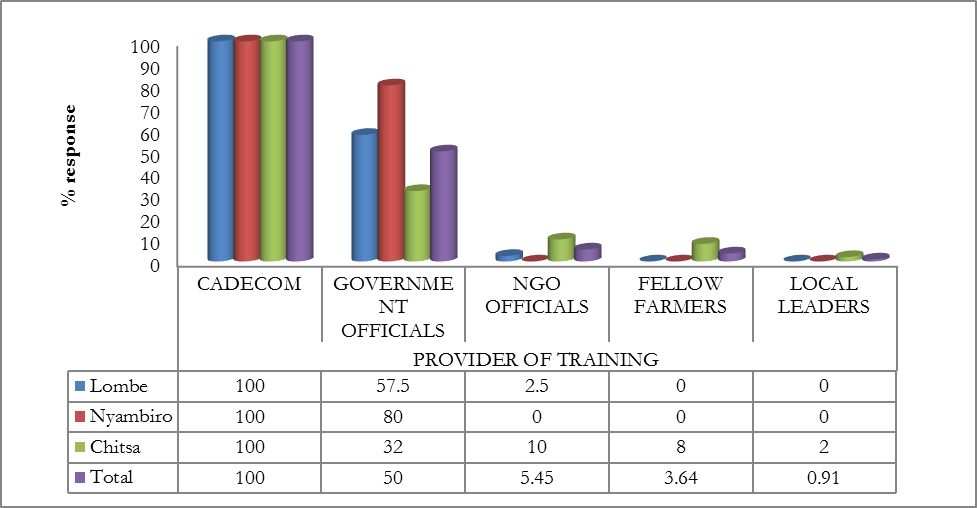 % response
100
90
80
70
60
50
40
30
20
10
0
CADECOM GOVERNME NGO FELLOW LOCAL
NT OFFICIALS FARMERS LEADERS
OFFICIALS
PROVIDER OF TRAINING
Lombe 100 57.5 2.5 0 0
Nyambiro 100 80 0 0 0
Chitsa 100 32 10 8 2
Total 100 50 5.45 3.64 0.91